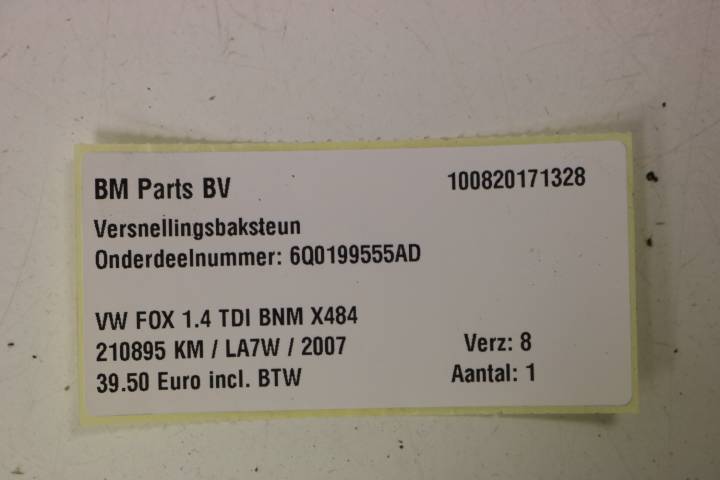 BM Parts BV 100820171328
Versnellingsbaksteun
Onderdeelnummer: 6Q0199555AD
VW FOX 1.4 TDI BNM X484
210895 KM / LA7W / 2007 Verz: 8
39.50 Euro incl. BTW Aantal: 1